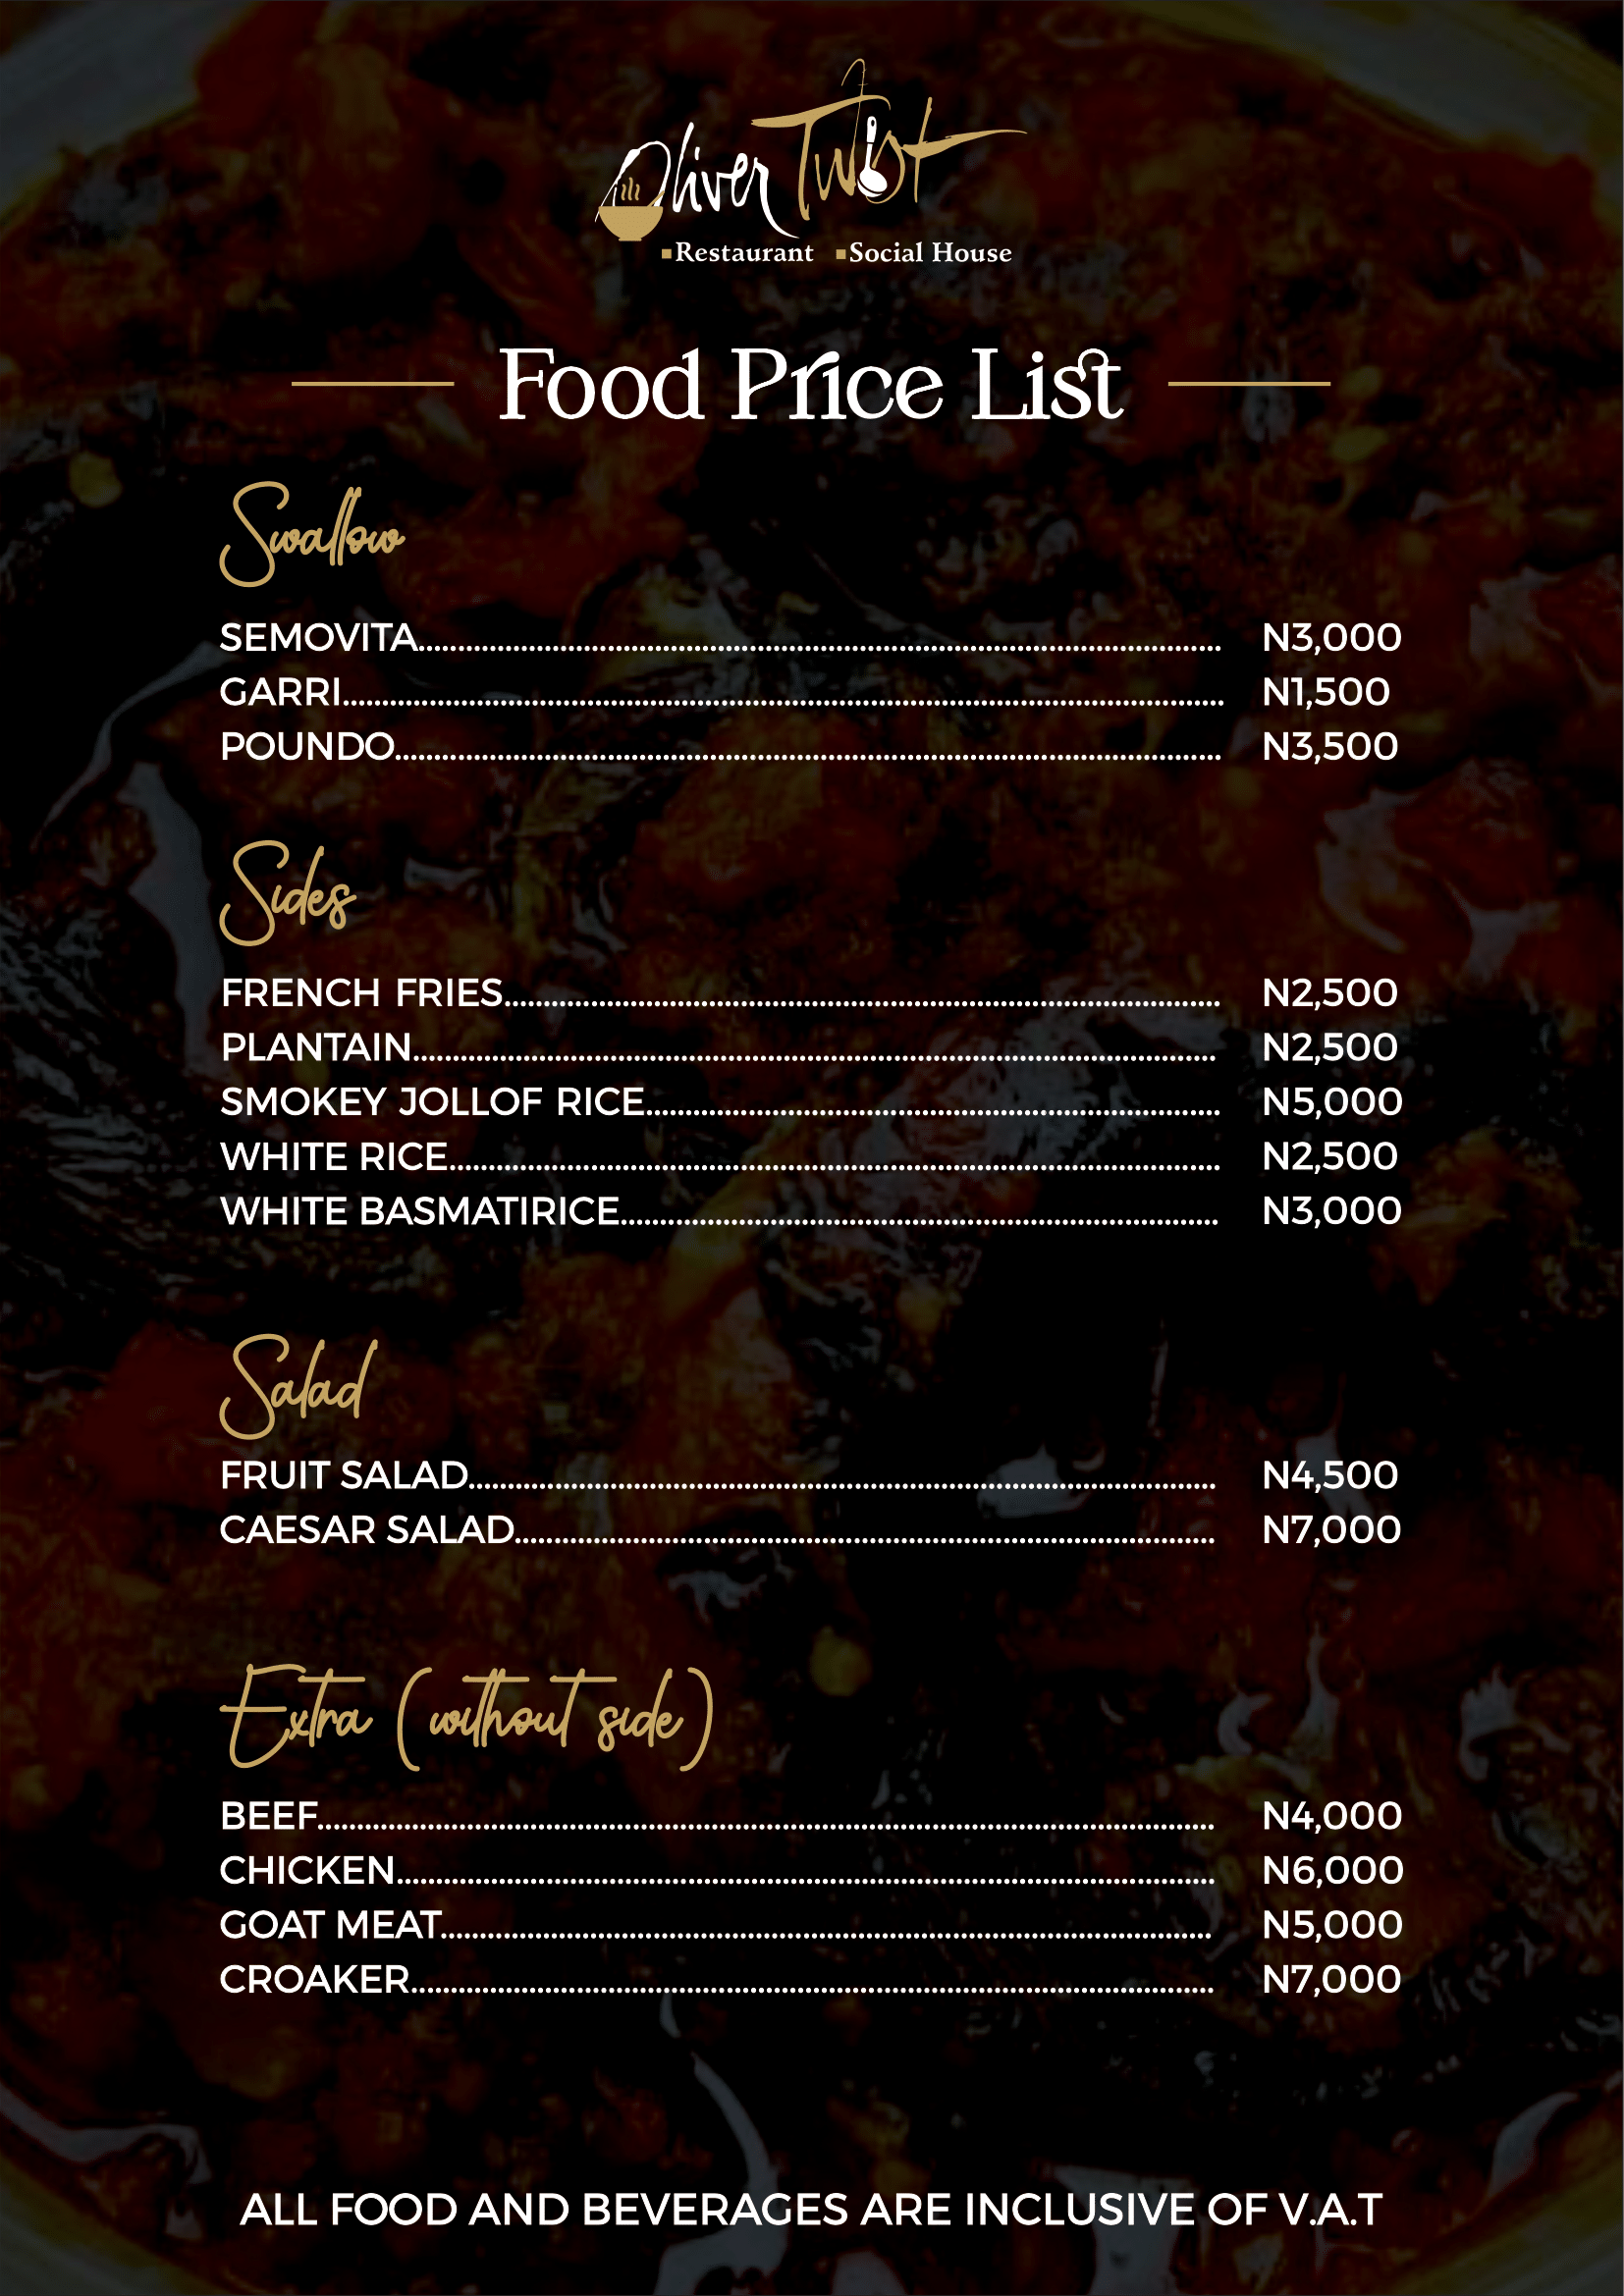 Oliver Twist
Restaurant Social House
Food Price List
Swallow
SEMOVITA N3,000
GARRI N1,500
POUNDO N3,500
Sides
FRENCH FRIES N2,500
PLANTAIN N2,500
SMOKEY JOLLOF RICE N5,000
WHITE RICE N2,500
WHITE BASMATIRICE N3,000
Salad
FRUIT SALAD N4,500
CAESAR SALAD N7,000
Extra (without side)
BEEF N4,000
CHICKEN N6,000
GOAT MEAT N5,000
CROAKER N7,000
ALL FOOD AND BEVERAGES ARE INCLUSIVE OF V.A.T